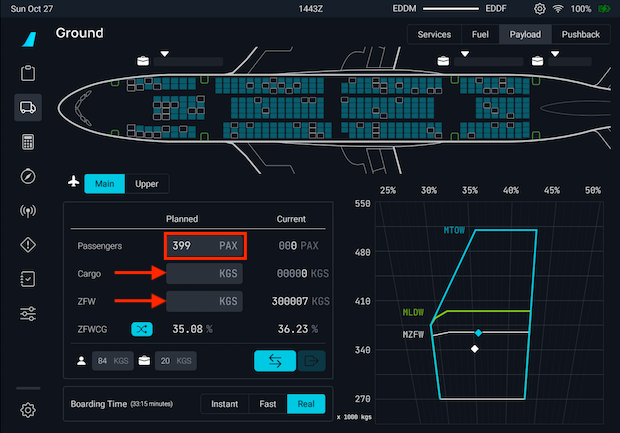 Sun Oct 27
1443Z
EDDM EDDF
100%
Ground
Services Fuel Payload Pushback
Main Upper
Planned Current
Passengers 399 PAX 000 PAX
Cargo KGS 00000 KGS
ZFW KGS 300007 KGS
ZFWCG 35.08 % 36.23 %
84 KGS 20 KGS
Boarding Time (33:15 minutes) Instant Fast Real
25% 30% 35% 40% 45% 50%
550
MTOW
480
410
MLDW
MZFW
340
270
x 1000 kgs